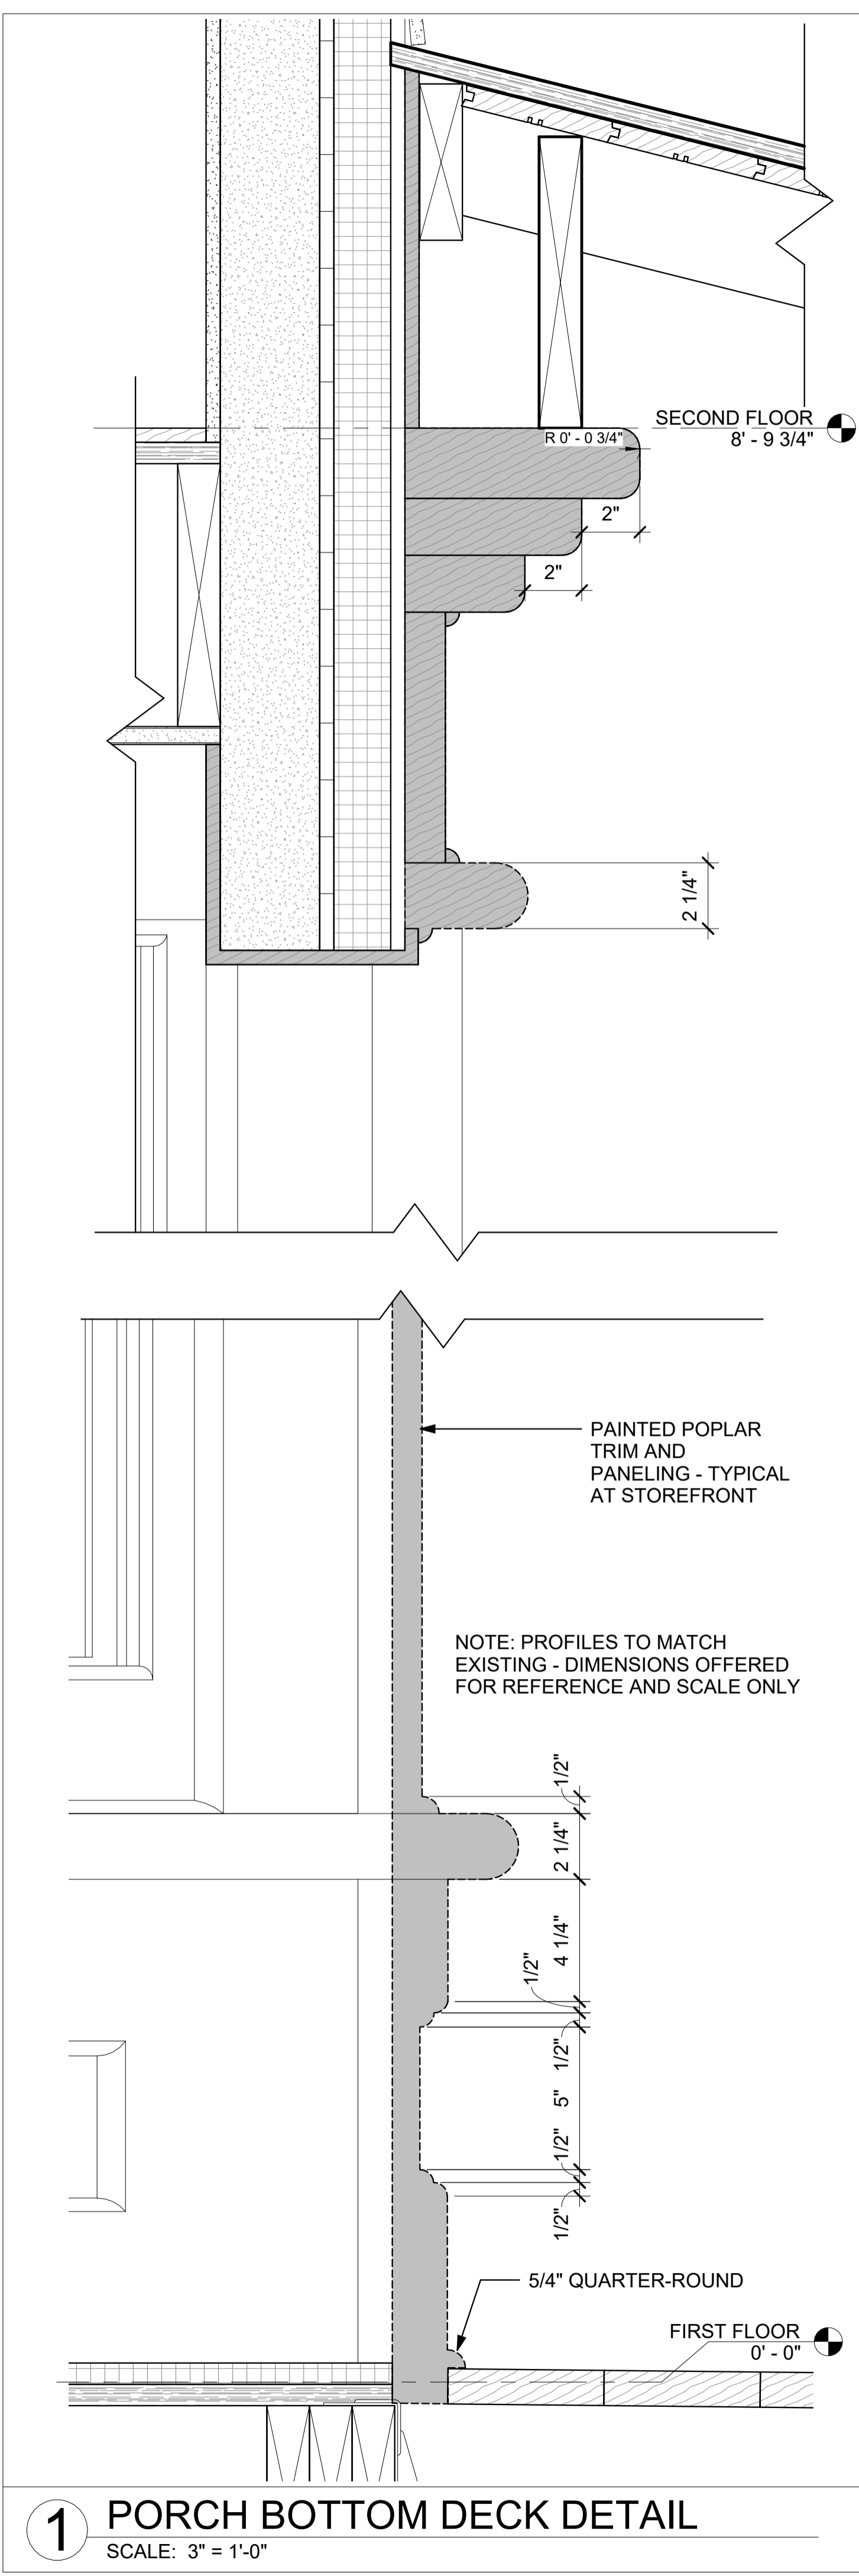 SECOND FLOOR
8' - 9 3/4"
R 0' - 0 3/4"
2"
2"
2 1/4"
PAINTED POPLAR
TRIM AND
PANELING - TYPICAL
AT STOREFRONT
NOTE: PROFILES TO MATCH
EXISTING - DIMENSIONS OFFERED
FOR REFERENCE AND SCALE ONLY
1/2"
2 1/4"
4 1/4"
1/2"
1/2"
5"
1/2"
1/2"
5/4" QUARTER-ROUND
FIRST FLOOR
0' - 0"
1 PORCH BOTTOM DECK DETAIL
SCALE: 3" = 1'-0"